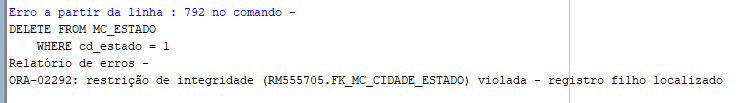 Erro a partir da linha : 792 no comando -
DELETE FROM MC_ESTADO
WHERE cd_estado = 1
Relatório de erros -
ORA-02292: restrição de integridade (RM555705.FK_MC_CIDADE_ESTADO) violada - registro filho localizado